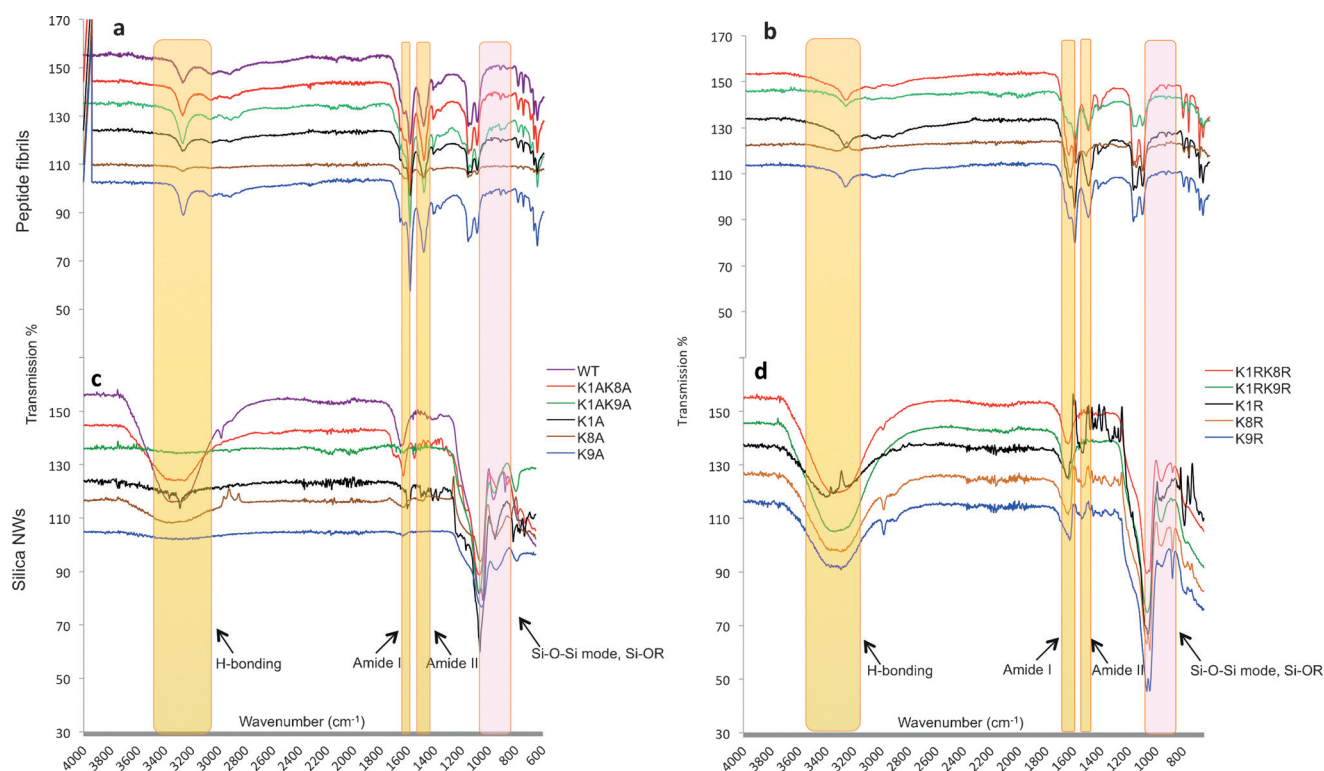 a
170
150
130
110
90
70
50
Peptide fibrils
b
170
150
130
110
90
70
50
Transmission %
c
150
130
110
90
70
50
30
Silica NWs
WT
K1AK8A
K1AK9A
K1A
K8A
K9A
H-bonding
Amide I
Amide II
Si-O-Si mode, Si-OR
Wavenumber (cm⁻¹)
4000 3800 3600 3400 3200 3000 2800 2600 2400 2200 2000 1800 1600 1400 1200 1000 800 600
Transmission %
d
150
130
110
90
70
50
30
K1RK8R
K1RK9R
K1R
K8R
K9R
H-bonding
Amide I
Amide II
Si-O-Si mode, Si-OR
Wavenumber (cm⁻¹)
4000 3800 3600 3400 3200 3000 2800 2600 2400 2200 2000 1800 1600 1400 1200 1000 800